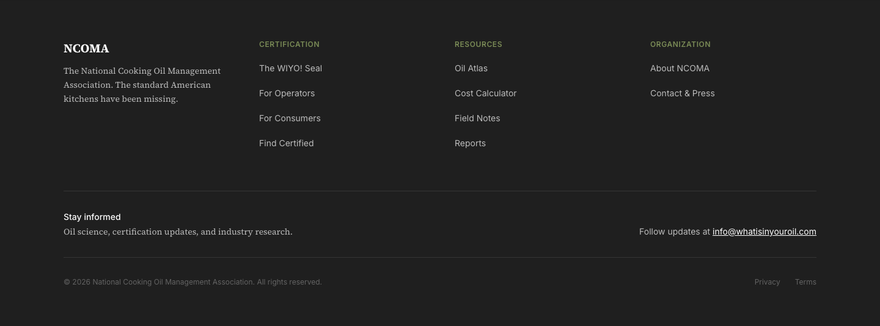 NCOMA
The National Cooking Oil Management
Association. The standard American
kitchens have been missing.
CERTIFICATION
The WIYO! Seal
For Operators
For Consumers
Find Certified
RESOURCES
Oil Atlas
Cost Calculator
Field Notes
Reports
ORGANIZATION
About NCOMA
Contact & Press
Stay informed
Oil science, certification updates, and industry research.
Follow updates at info@whatisinyouroil.com
© 2026 National Cooking Oil Management Association. All rights reserved.
Privacy Terms